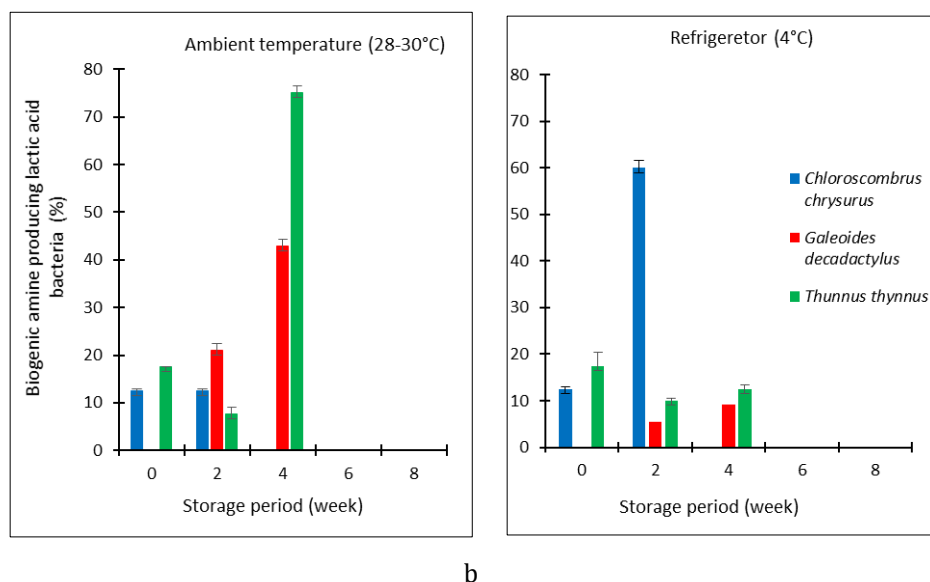 Ambient temperature (28-30°C)
Biogenic amine producing lactic acid
bacteria (%)
80
70
60
50
40
30
20
10
0
0 2 4 6 8
Storage period (week)
Refrigeretor (4°C)
80
70
60
50
40
30
20
10
0
0 2 4 6 8
Storage period (week)
Chloroscombrus
chrysurus
Galeoides
decadactylus
Thunnus thynnus
b